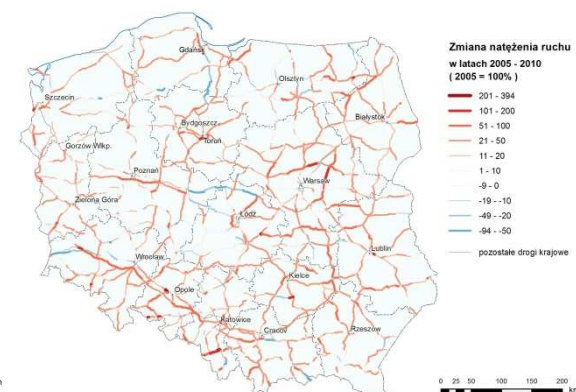 Zmiana natężenia ruchu
w latach 2005 - 2010
( 2005 = 100% )
201 - 394
101 - 200
51 - 100
21 - 50
11 - 20
1 - 10
-9 - 0
-19 - -10
-49 - -20
-94 - -50
pozostałe drogi krajowe
Gdańsk
Olsztyn
Szczecin
Białystok
Bydgoszcz
Toruń
Gorzów Wlkp.
Poznań
Warsaw
Zielona Góra
Łódź
Lublin
Wrocław
Kielce
Opole
Katowice
Cracow
Rzeszow
0 25 50 100 150 200
km